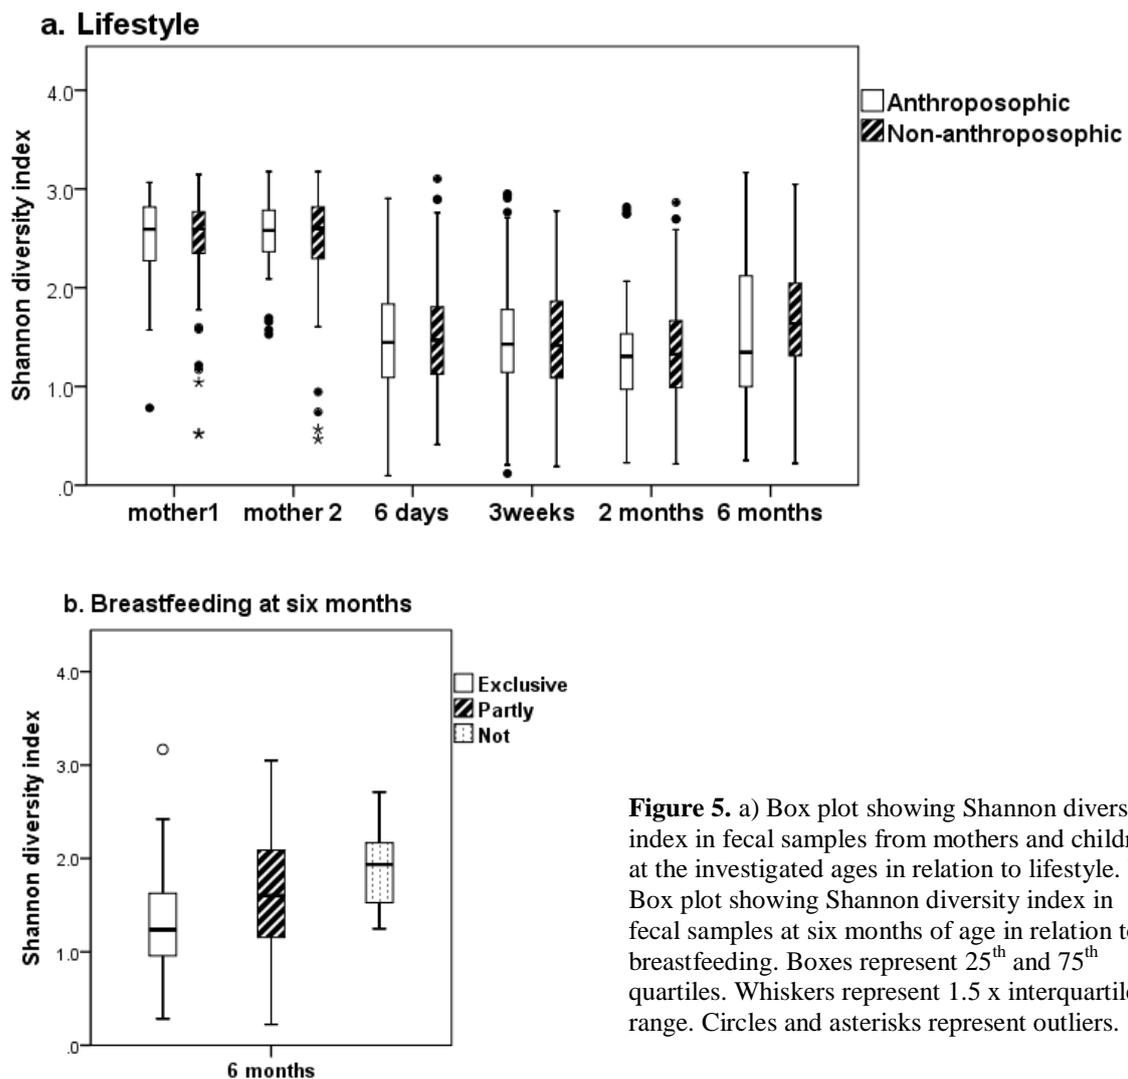 a. Lifestyle
Shannon diversity index
4.0
3.0
2.0
1.0
.0
mother1 mother 2 6 days 3weeks 2 months 6 months
Anthroposophic
Non-anthroposophic
b. Breastfeeding at six months
Shannon diversity index
4.0
3.0
2.0
1.0
.0
6 months
Exclusive
Partly
Not
Figure 5. a) Box plot showing Shannon
index in fecal samples from mothers and
at the investigated ages in relation to lifestyle.
Box plot showing Shannon diversity index in
fecal samples at six months of age in relation
breastfeeding. Boxes represent 25th and 75th
quartiles. Whiskers represent 1.5 x
range. Circles and asterisks represent outliers.